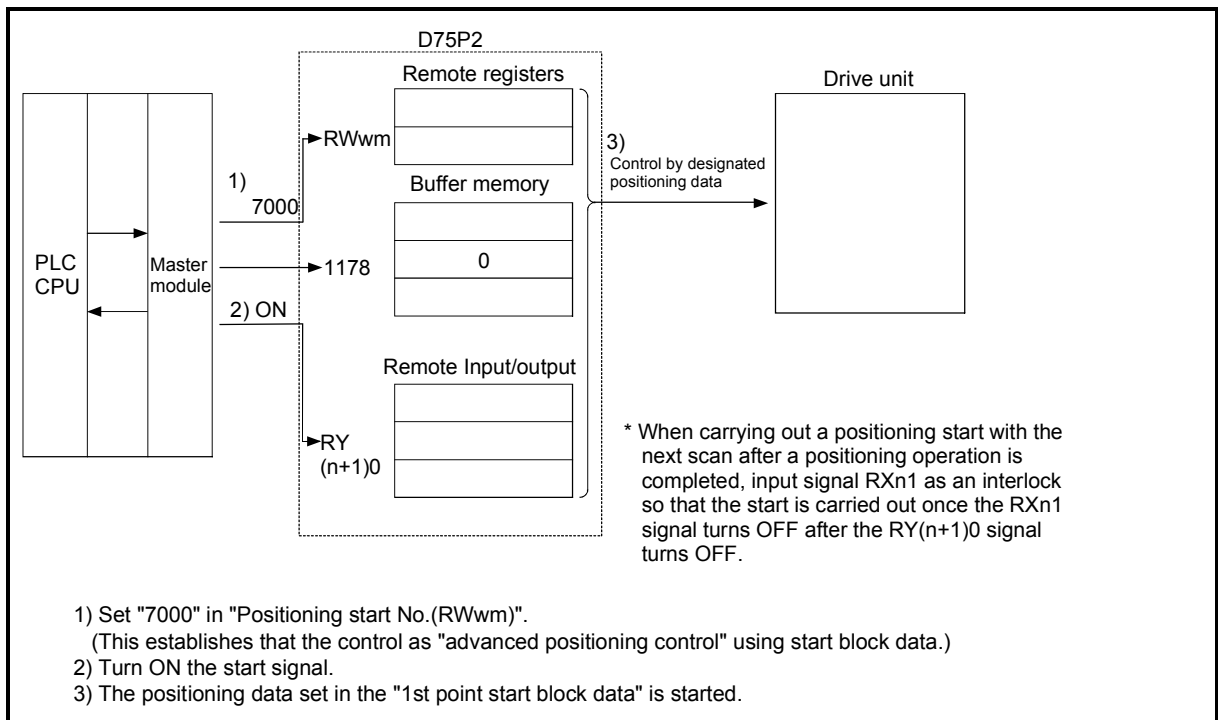 D75P2
Remote registers
Drive unit
RWwm
3)
Control by designated
positioning data
1)
7000
Buffer memory
PLC
CPU
Master
module
1178
0
2) ON
Remote Input/output
RY
(n+1)0
* When carrying out a positioning start with the
next scan after a positioning operation is
completed, input signal RXn1 as an interlock
so that the start is carried out once the RXn1
signal turns OFF after the RY(n+1)0 signal
turns OFF.
1) Set "7000" in "Positioning start No.(RWwm)".
(This establishes that the control as "advanced positioning control" using start block data.)
2) Turn ON the start signal.
3) The positioning data set in the "1st point start block data" is started.